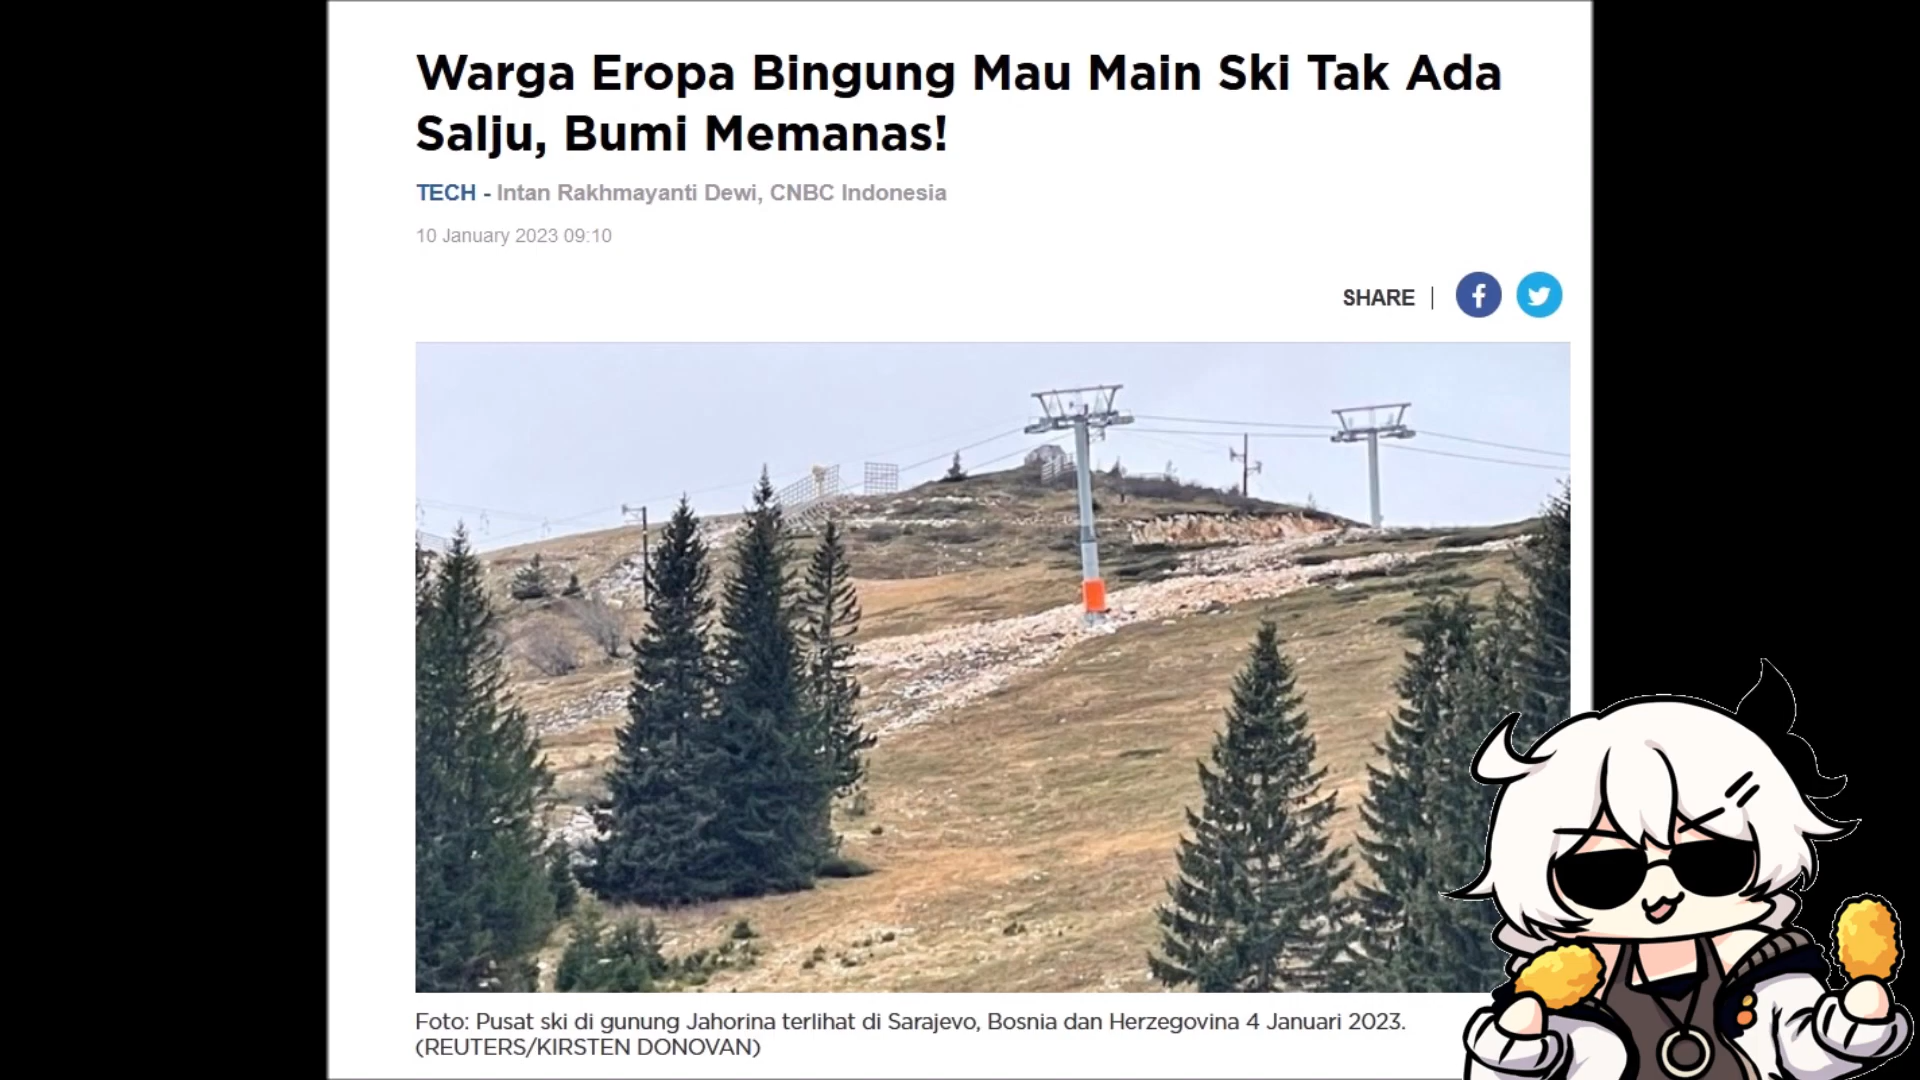 Warga Eropa Bingung Mau Main Ski Tak Ada
Salju, Bumi Memanas!
TECH - Intan Rakhmayanti Dewi, CNBC Indonesia
10 January 2023 09:10
SHARE |
Foto: Pusat ski di gunung Jahorina terlihat di Sarajevo, Bosnia dan Herzegovina 4 Januari 2023.
(REUTERS/KIRSTEN DONOVAN)